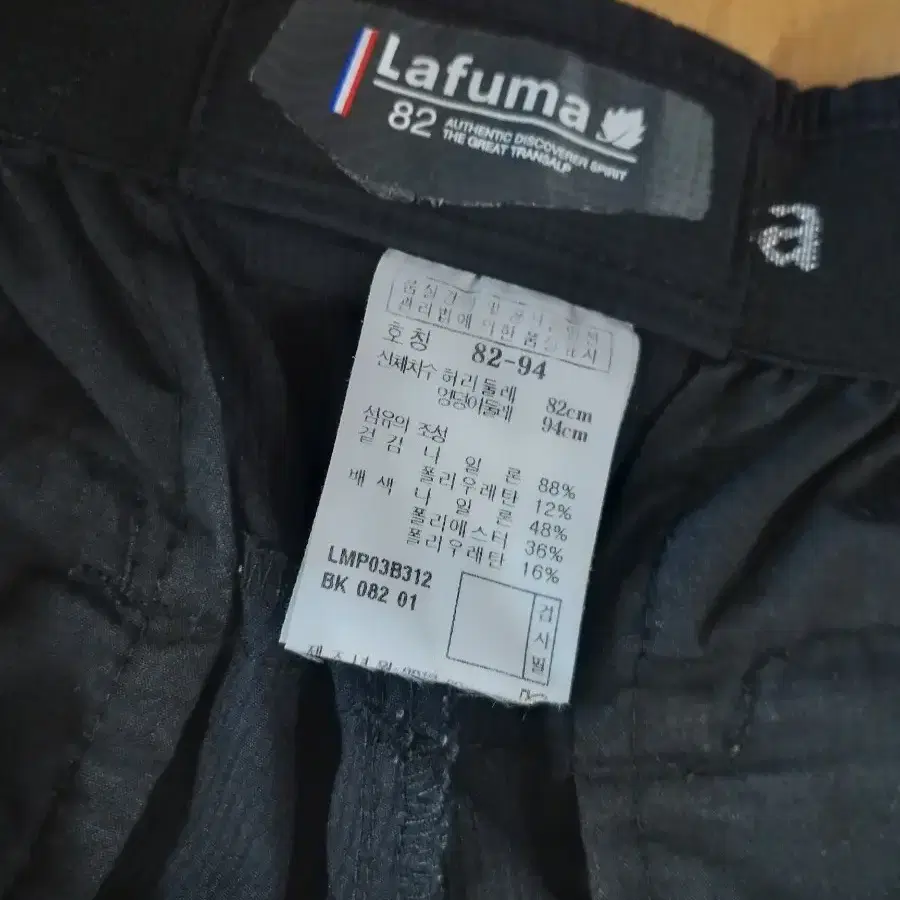 Lafuma
82 AUTHENTIC DISCOVERER SPIRIT
THE GREAT TRANSALP
a
호칭 82-94
신체치수 허리둘레 82cm
엉덩이둘레 94cm
섬유의 조성
겉감 나일론 88%
폴리우레탄 12%
배색 나일론 48%
폴리에스터 36%
폴리우레탄 16%
LMP03B312
BK 082 01
검사필